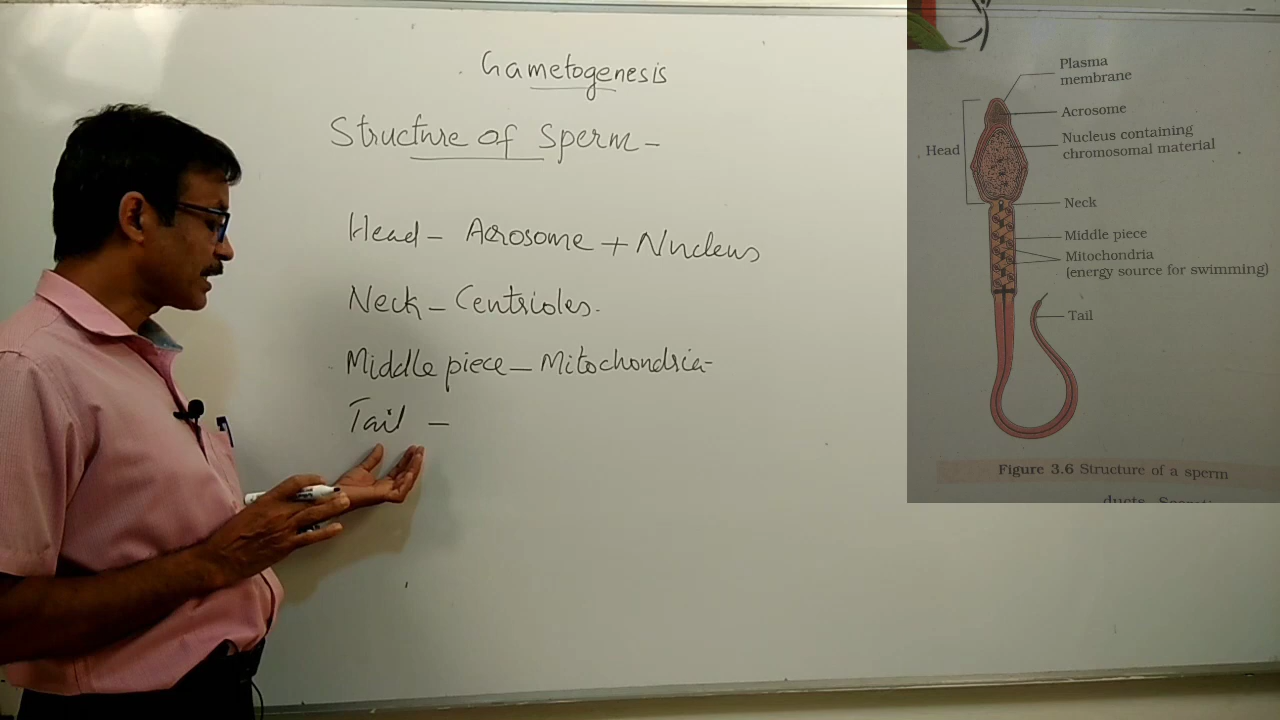 Gametogenesis
Structure of Sperm -
Head - Acrosome + Nucleus
Neck - Centrioles.
Middle piece - Mitochondria
Tail -
Plasma
membrane
Acrosome
Nucleus containing
chromosomal material
Head
Neck
Middle piece
Mitochondria
(energy source for swimming)
Tail
Figure 3.6 Structure of a sperm